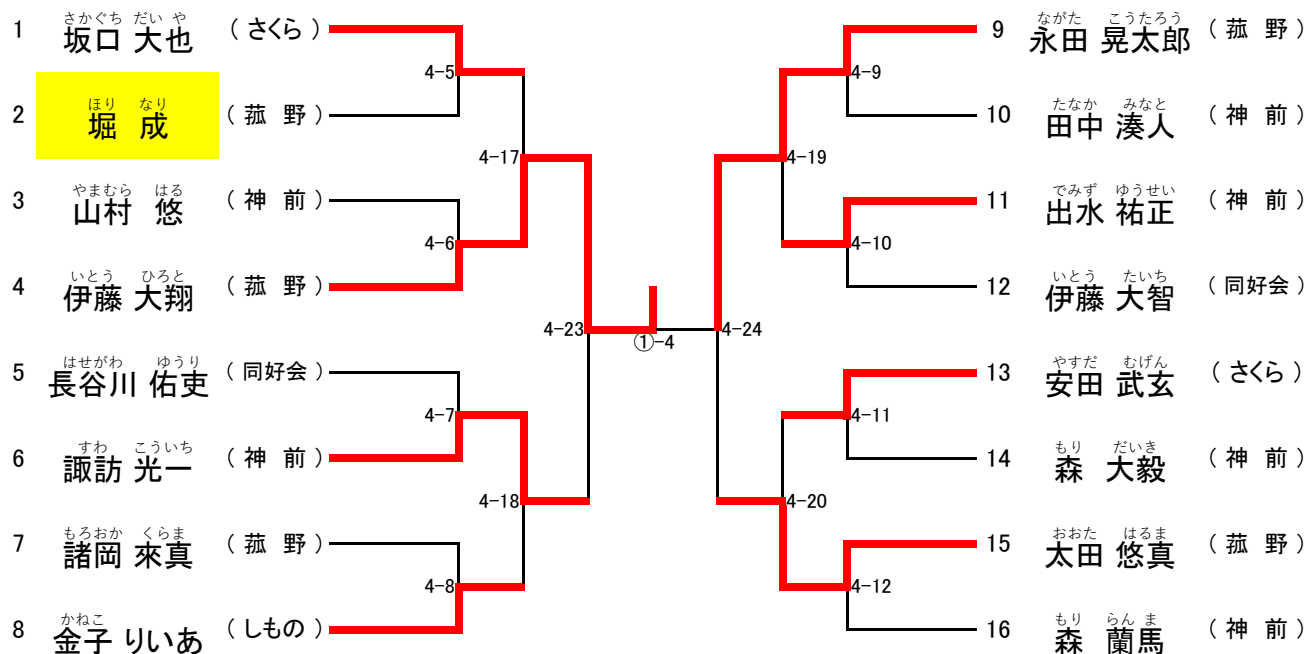 さかぐち だい や
1 坂口 大也 ( さくら )
ほり なり
2 堀 成 ( 菰 野 )
やまむら はる
3 山村 悠 ( 神 前 )
いとう ひろと
4 伊藤 大翔 ( 菰 野 )
はせがわ ゆうり
5 長谷川 佑吏 ( 同好会 )
すわ こういち
6 諏訪 光一 ( 神 前 )
もろおか くらま
7 諸岡 來真 ( 菰 野 )
かねこ
8 金子 りいあ ( しもの )
4-5
4-6
4-7
4-8
4-17
4-18
4-23
①-4
4-24
4-19
4-20
4-9
4-10
4-11
4-12
ながた こうたろう
9 永田 晃太郎 ( 菰 野 )
たなか みなと
10 田中 湊人 ( 神 前 )
でみず ゆうせい
11 出水 祐正 ( 神 前 )
いとう たいち
12 伊藤 大智 ( 同好会 )
やすだ むげん
13 安田 武玄 ( さくら )
もり だいき
14 森 大毅 ( 神 前 )
おおた はるま
15 太田 悠真 ( 菰 野 )
もり らん ま
16 森 蘭馬 ( 神 前 )